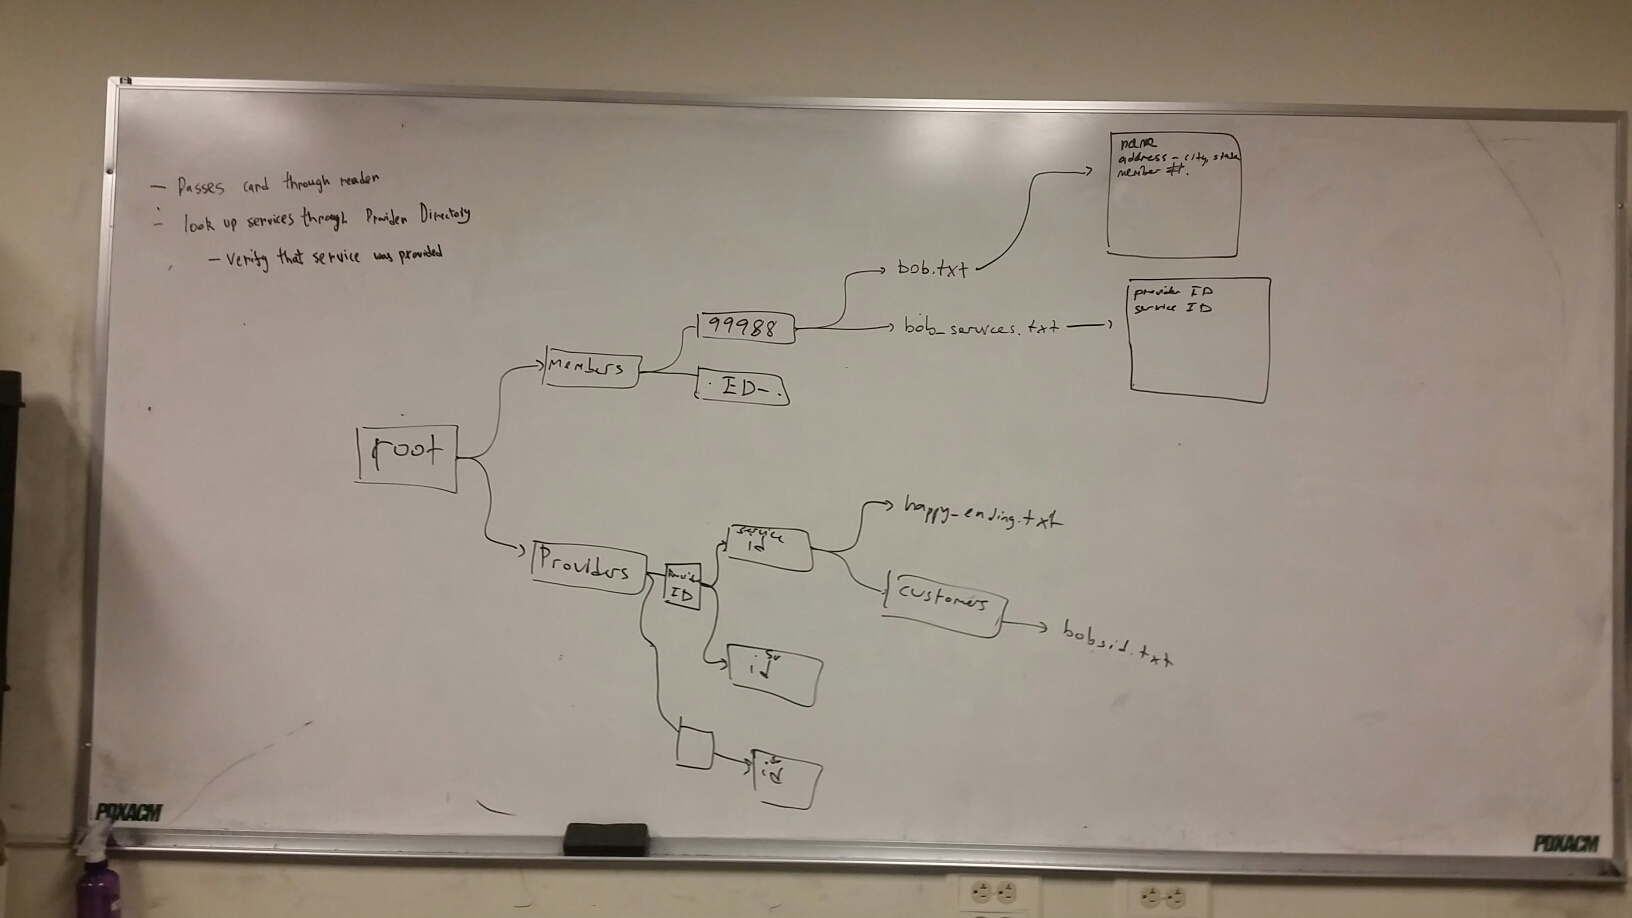 - Passes card through reader
- look up services through Provider Directory
- Verify that service was provided
name
address - city, state
member #.
bob.txt
provider ID
service ID
99988
bob_services.txt
Members
. ID - .
root
happy_ending.txt
service
id
Providers
Provider
ID
customers
bobsid.txt
sv
id
sv
id
PDXACM
PDXACM